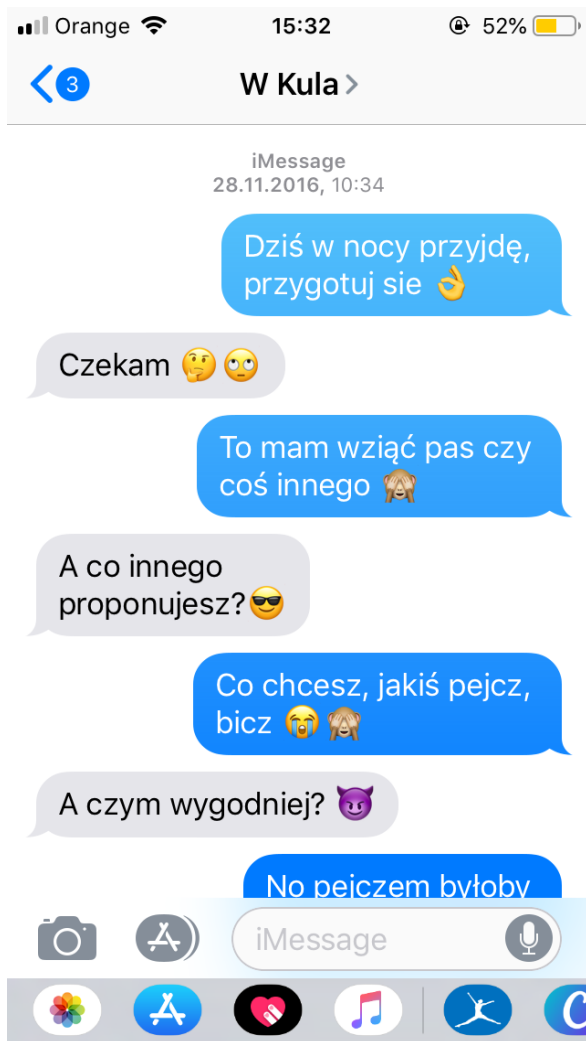 Orange 15:32 52%
3 W Kula
iMessage
28.11.2016, 10:34
Dziś w nocy przyjdę,
przygotuj sie 👌
Czekam 🤔🙄
To mam wziąć pas czy
coś innego 🙈
A co innego
proponujesz?😎
Co chcesz, jakiś pejcz,
bicz 😭🙈
A czym wygodniej? 😈
No pejczem byłoby
iMessage